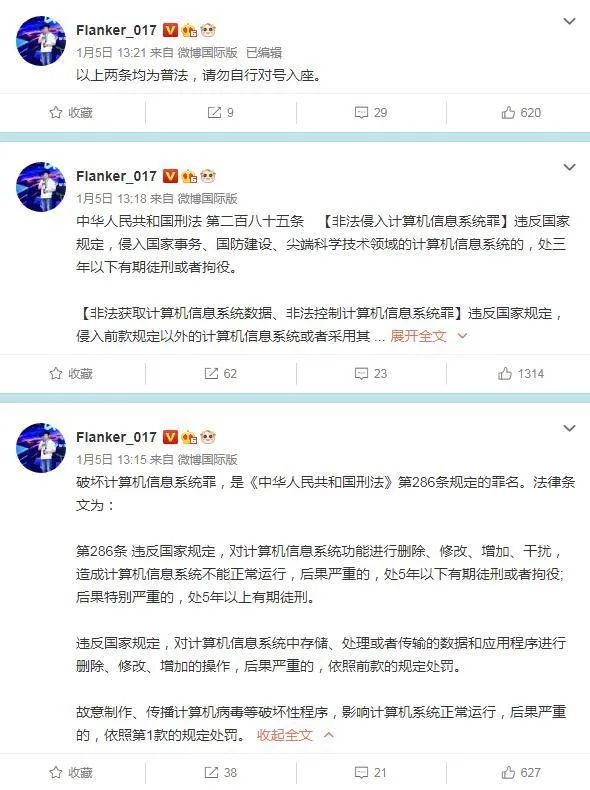 Flanker_017
1月5日 13:21 来自 微博国际版 已编辑
以上两条均为普法，请勿自行对号入座。
收藏
9
29
620
Flanker_017
1月5日 13:18 来自 微博国际版
中华人民共和国刑法 第二百八十五条 【非法侵入计算机信息系统罪】违反国家
规定，侵入国家事务、国防建设、尖端科学技术领域的计算机信息系统的，处三
年以下有期徒刑或者拘役。
【非法获取计算机信息系统数据、非法控制计算机信息系统罪】违反国家规定，
侵入前款规定以外的计算机信息系统或者采用其 ... 展开全文
收藏
62
23
1314
Flanker_017
1月5日 13:15 来自 微博国际版
破坏计算机信息系统罪，是《中华人民共和国刑法》第286条规定的罪名。法律条
文为：
第286条 违反国家规定，对计算机信息系统功能进行删除、修改、增加、干扰，
造成计算机信息系统不能正常运行，后果严重的，处5年以下有期徒刑或者拘役;
后果特别严重的，处5年以上有期徒刑。
违反国家规定，对计算机信息系统中存储、处理或者传输的数据和应用程序进行
删除、修改、增加的操作，后果严重的，依照前款的规定处罚。
故意制作、传播计算机病毒等破坏性程序，影响计算机系统正常运行，后果严重
的，依照第1款的规定处罚。 收起全文
收藏
38
21
627